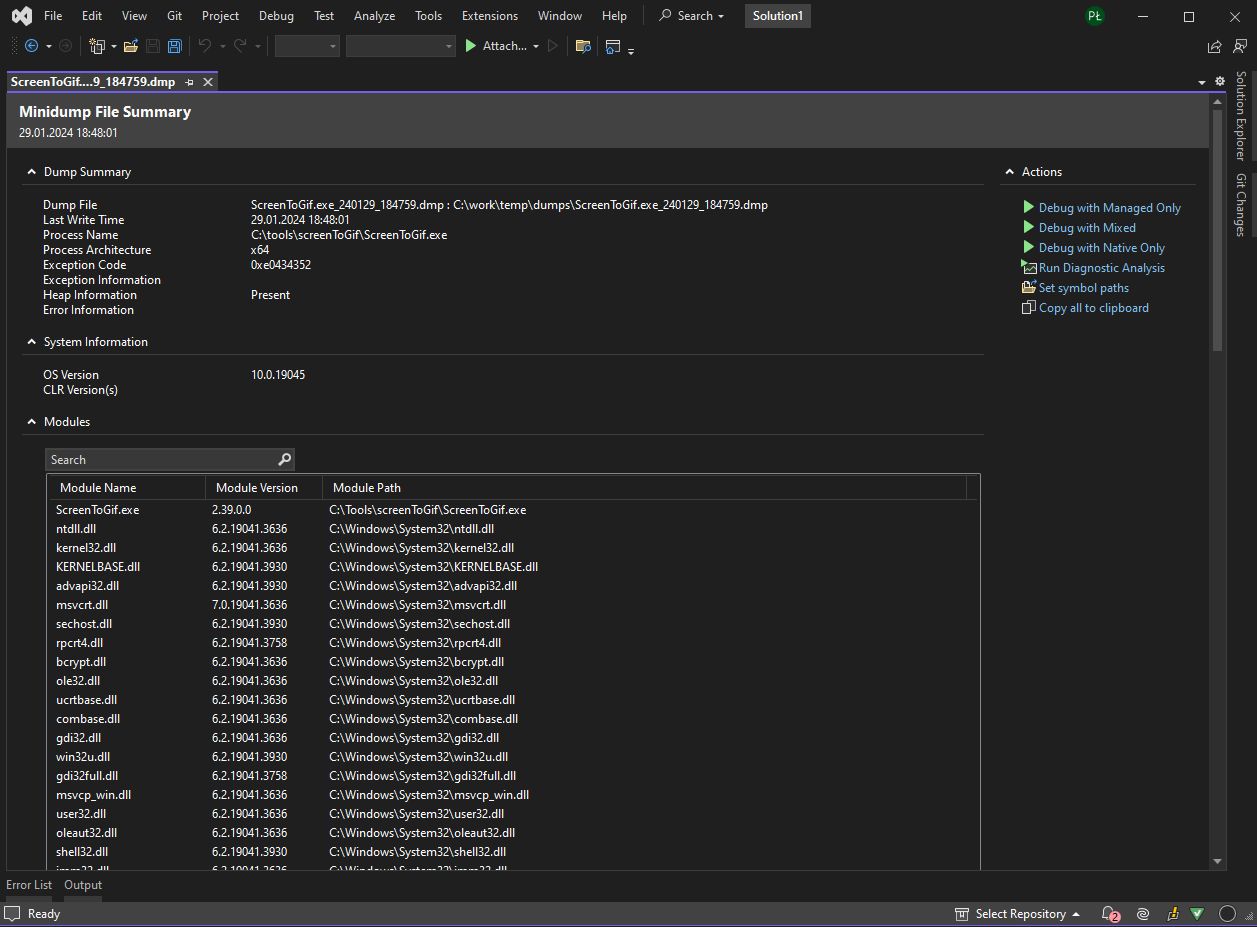 File Edit View Git Project Debug Test Analyze Tools Extensions Window Help Search Solution1 PŁ
Attach...
ScreenToGif....9_184759.dmp
Minidump File Summary
29.01.2024 18:48:01
Dump Summary
Dump File ScreenToGif.exe_240129_184759.dmp : C:\work\temp\dumps\ScreenToGif.exe_240129_184759.dmp
Last Write Time 29.01.2024 18:48:01
Process Name C:\tools\screenToGif\ScreenToGif.exe
Process Architecture x64
Exception Code 0xe0434352
Exception Information
Heap Information Present
Error Information
System Information
OS Version 10.0.19045
CLR Version(s)
Modules
Search
Module Name Module Version Module Path
ScreenToGif.exe 2.39.0.0 C:\Tools\screenToGif\ScreenToGif.exe
ntdll.dll 6.2.19041.3636 C:\Windows\System32\ntdll.dll
kernel32.dll 6.2.19041.3636 C:\Windows\System32\kernel32.dll
KERNELBASE.dll 6.2.19041.3930 C:\Windows\System32\KERNELBASE.dll
advapi32.dll 6.2.19041.3930 C:\Windows\System32\advapi32.dll
msvcrt.dll 7.0.19041.3636 C:\Windows\System32\msvcrt.dll
sechost.dll 6.2.19041.3930 C:\Windows\System32\sechost.dll
rpcrt4.dll 6.2.19041.3758 C:\Windows\System32\rpcrt4.dll
bcrypt.dll 6.2.19041.3636 C:\Windows\System32\bcrypt.dll
ole32.dll 6.2.19041.3636 C:\Windows\System32\ole32.dll
ucrtbase.dll 6.2.19041.3636 C:\Windows\System32\ucrtbase.dll
combase.dll 6.2.19041.3636 C:\Windows\System32\combase.dll
gdi32.dll 6.2.19041.3636 C:\Windows\System32\gdi32.dll
win32u.dll 6.2.19041.3930 C:\Windows\System32\win32u.dll
gdi32full.dll 6.2.19041.3758 C:\Windows\System32\gdi32full.dll
msvcp_win.dll 6.2.19041.3636 C:\Windows\System32\msvcp_win.dll
user32.dll 6.2.19041.3636 C:\Windows\System32\user32.dll
oleaut32.dll 6.2.19041.3636 C:\Windows\System32\oleaut32.dll
shell32.dll 6.2.19041.3930 C:\Windows\System32\shell32.dll
Actions
Debug with Managed Only
Debug with Mixed
Debug with Native Only
Run Diagnostic Analysis
Set symbol paths
Copy all to clipboard
Solution Explorer
Git Changes
Error List Output
Ready Select Repository 2